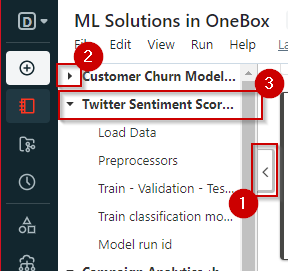 D
ML Solutions in OneBox
File Edit View Run Help
2
Customer Churn Model...
3
Twitter Sentiment Scor...
Load Data
Preprocessors
Train - Validation - Tes...
1
Train classification mo...
Model run id